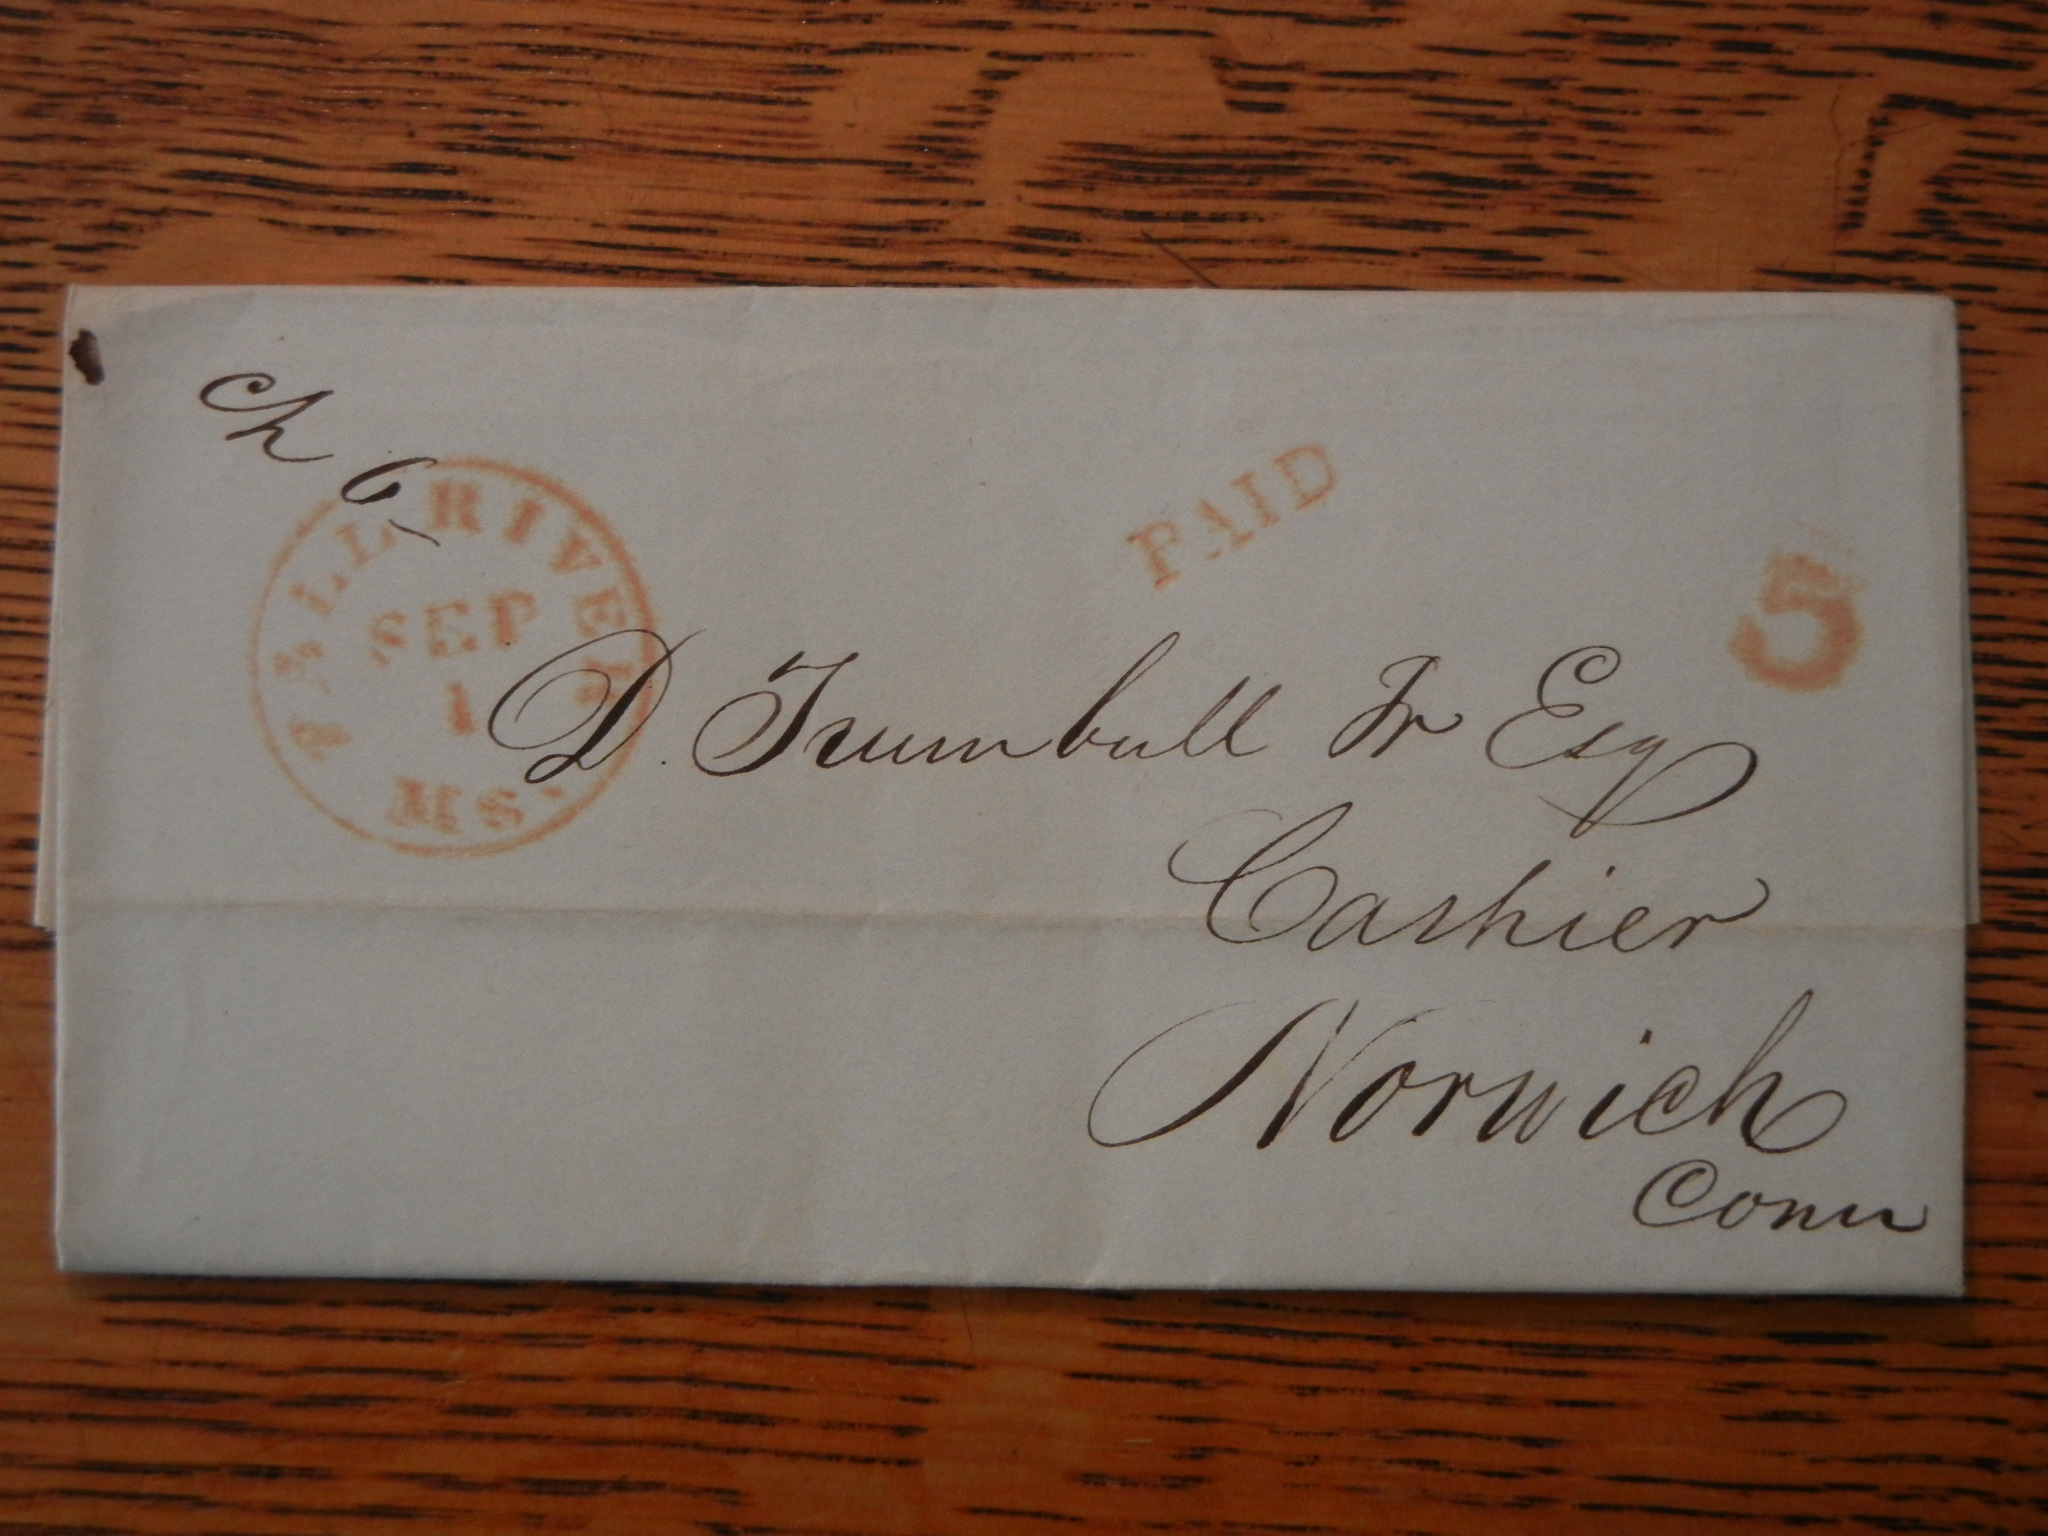 Ch
FALL RIVER
SEP
1
MS.
PAID
5
D. Trumbull Jr Esq
Cashier
Norwich
Conn